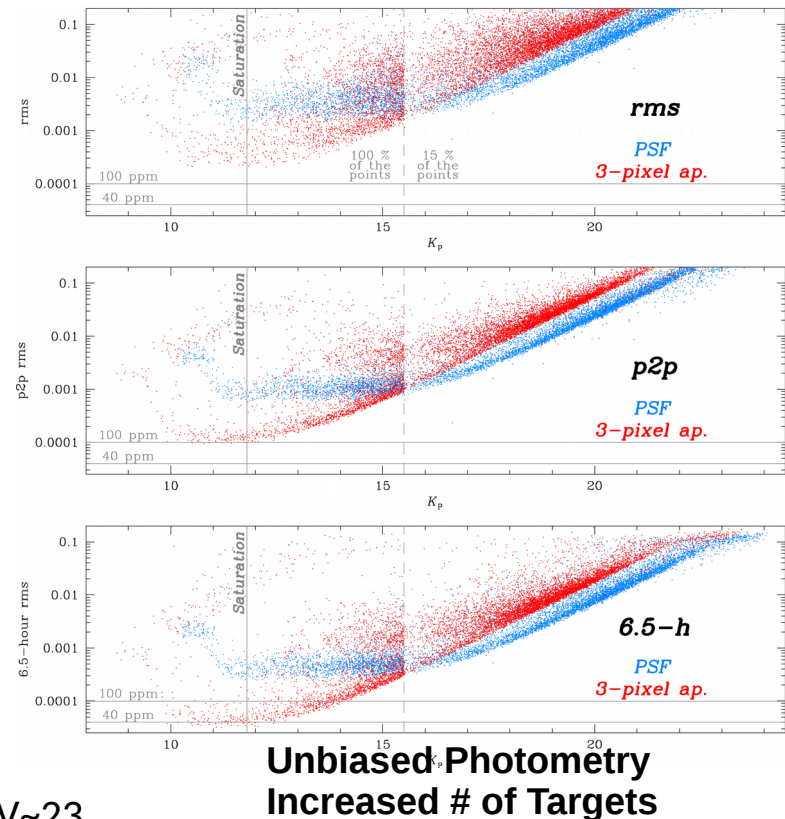 0.1
0.01
0.001
0.0001
rms
Saturation
100 ppm
40 ppm
100 %
of the
points
15 %
of the
points
rms
PSF
3-pixel ap.
10
15
20
Kp
0.1
0.01
0.001
0.0001
p2p rms
Saturation
100 ppm
40 ppm
p2p
PSF
3-pixel ap.
10
15
20
Kp
0.1
0.01
0.001
0.0001
6.5-hour rms
Saturation
100 ppm
40 ppm
6.5-h
PSF
3-pixel ap.
10
15
20
Kp
Unbiased Photometry
Increased # of Targets
V~23